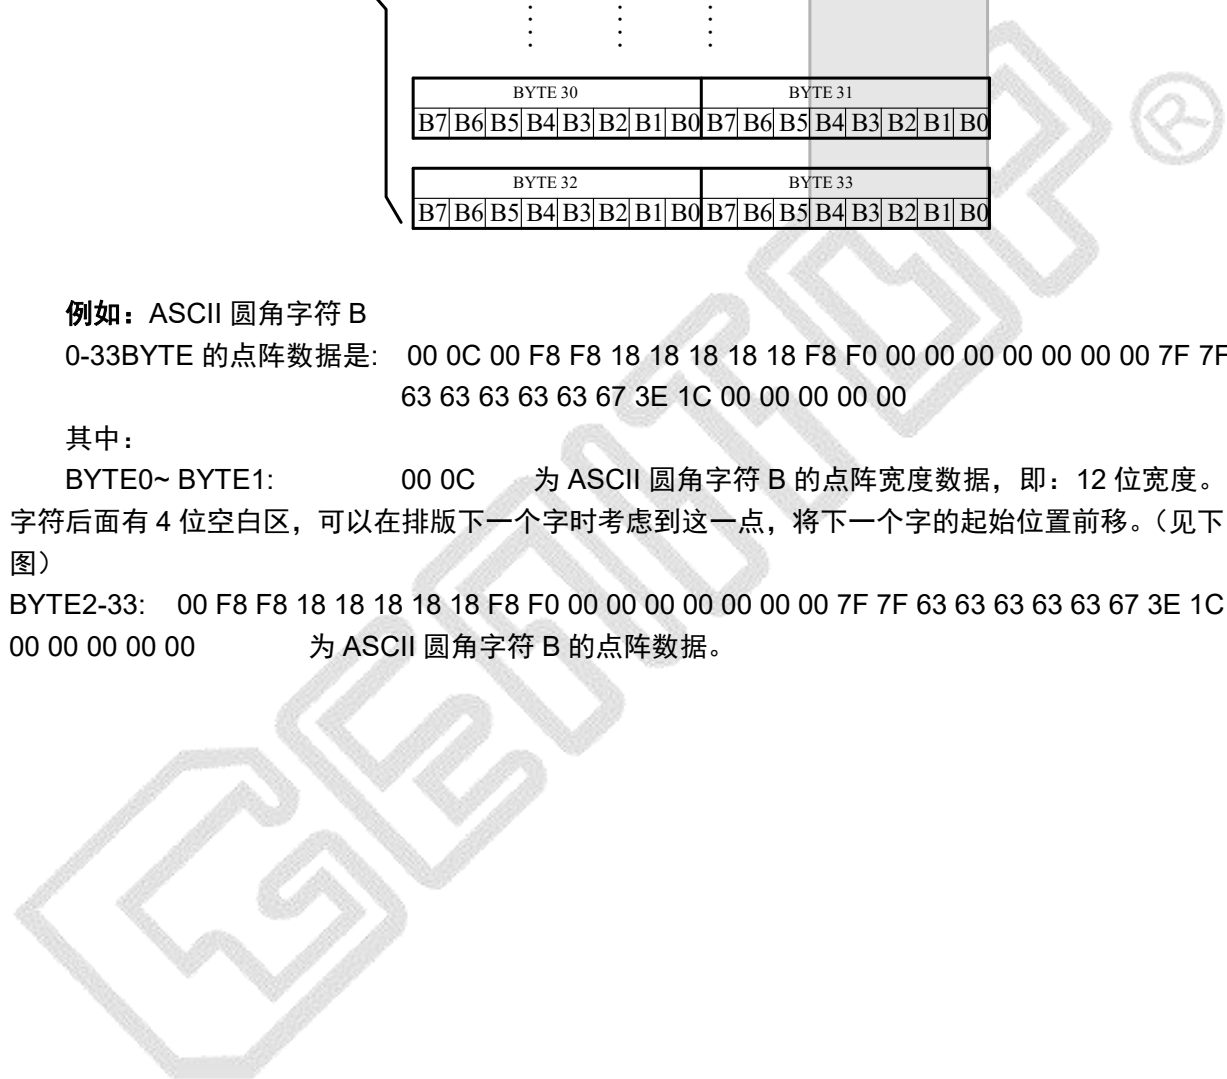 BYTE 30 BYTE 31
B7 B6 B5 B4 B3 B2 B1 B0 B7 B6 B5 B4 B3 B2 B1 B0
BYTE 32 BYTE 33
B7 B6 B5 B4 B3 B2 B1 B0 B7 B6 B5 B4 B3 B2 B1 B0
例如：ASCII 圆角字符 B
0-33BYTE 的点阵数据是: 00 0C 00 F8 F8 18 18 18 18 18 F8 F0 00 00 00 00 00 00 00 7F 7F
63 63 63 63 63 67 3E 1C 00 00 00 00 00
其中：
BYTE0~ BYTE1: 00 0C 为 ASCII 圆角字符 B 的点阵宽度数据，即：12 位宽度。
字符后面有 4 位空白区，可以在排版下一个字时考虑到这一点，将下一个字的起始位置前移。（见下
图）
BYTE2-33: 00 F8 F8 18 18 18 18 18 F8 F0 00 00 00 00 00 00 00 7F 7F 63 63 63 63 63 67 3E 1C
00 00 00 00 00 为 ASCII 圆角字符 B 的点阵数据。
GENITOP
®